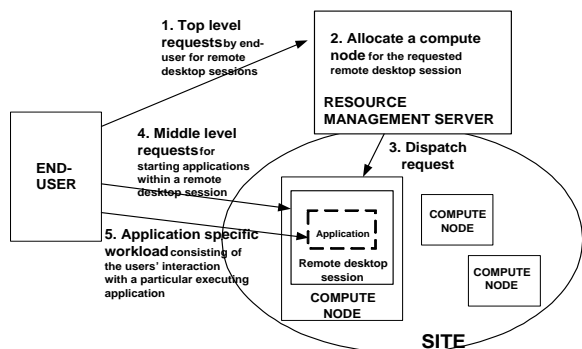 1. Top level
requests by end-
user for remote
desktop sessions
2. Allocate a compute
node for the requested
remote desktop session
RESOURCE
MANAGEMENT SERVER
3. Dispatch
request
END-
USER
4. Middle level
requests for
starting applications
within a remote
desktop session
5. Application specific
workload consisting of
the users' interaction
with a particular executing
application
Application
Remote desktop
session
COMPUTE
NODE
COMPUTE
NODE
COMPUTE
NODE
SITE